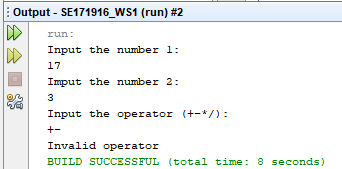 Output - SE171916_WS1 (run) #2
run:
Input the number 1:
17
Imput the number 2:
3
Input the operator (+-*/):
+-
Invalid operator
BUILD SUCCESSFUL (total time: 8 seconds)